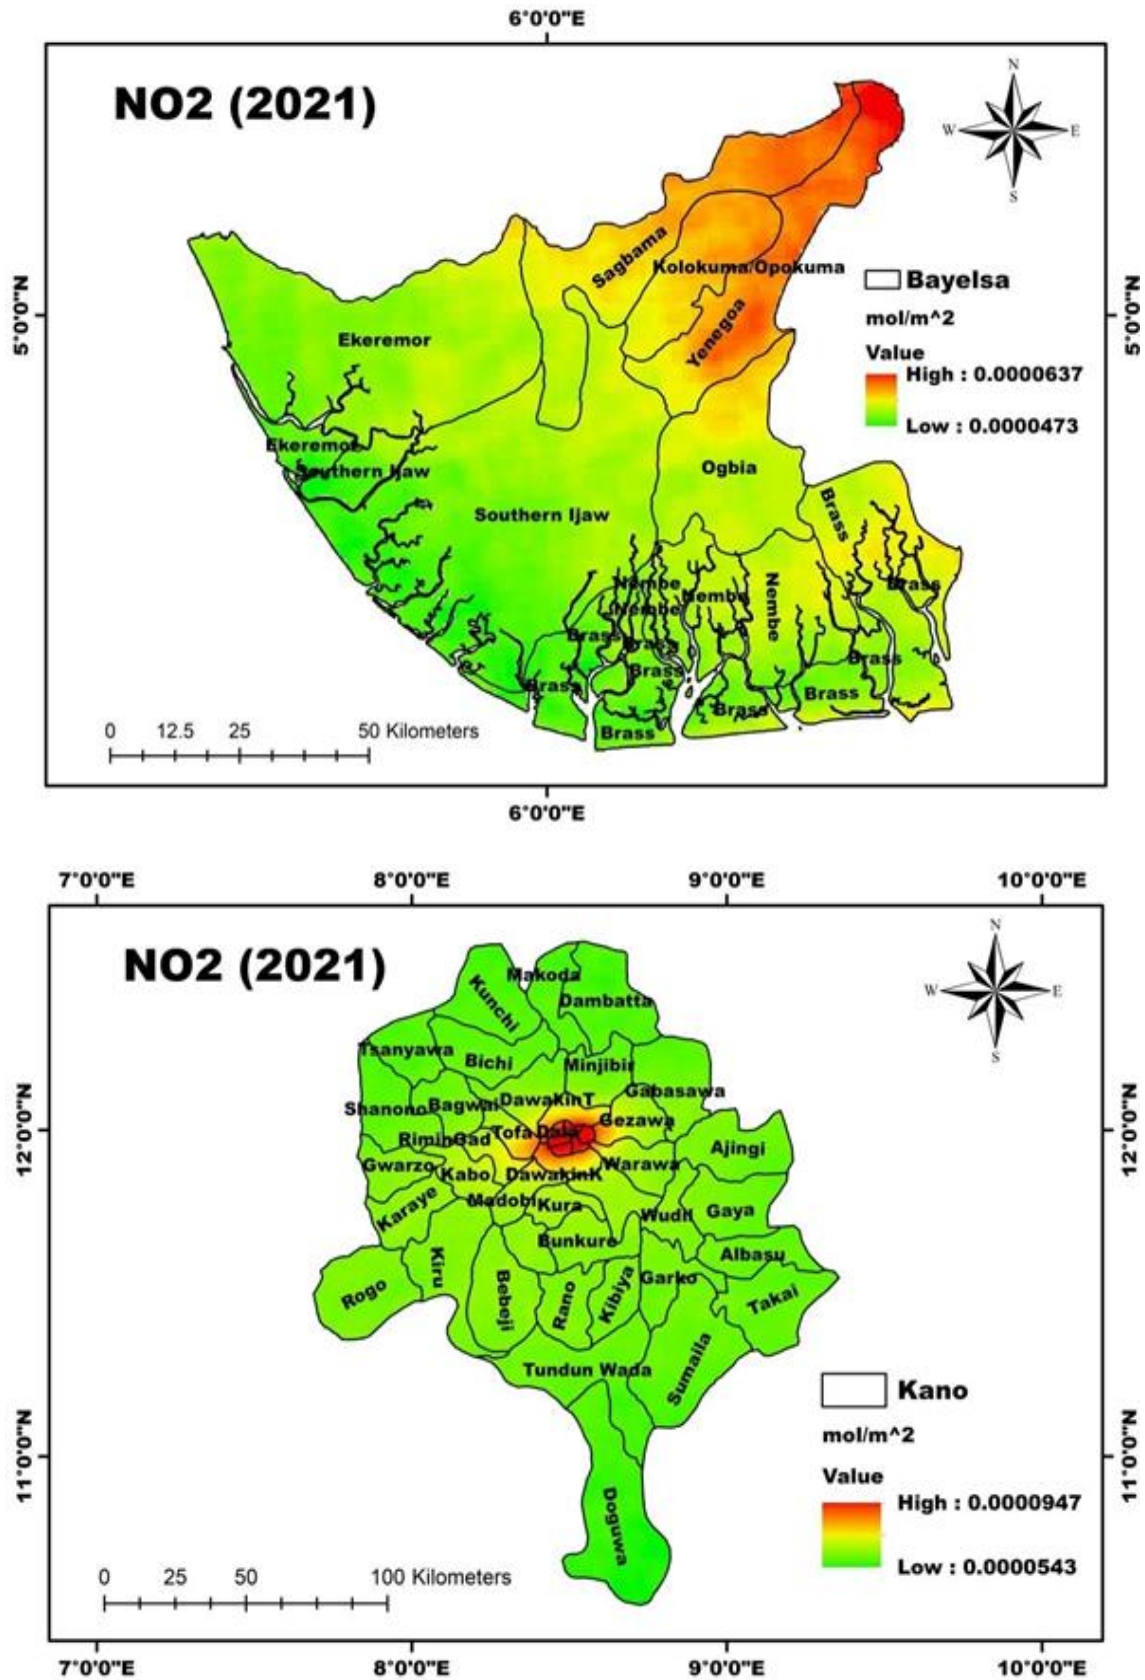 6°0'0"E
NO2 (2021)
N
W
E
S
5°0'0"N
5°0'0"N
Sagbama
Kolokuma/Opokuma
Yenegoa
Ekeremor
Bayelsa
mol/m^2
Value
High : 0.0000637
Low : 0.0000473
Ekeremor
Southern Ijaw
Ogbia
Southern Ijaw
Brass
Brass
Nembe
Nembe
Nembe
Nembe
Brass
Brass
Brass
Brass
Brass
Brass
Brass
Brass
0 12.5 25 50 Kilometers
6°0'0"E
7°0'0"E 8°0'0"E 9°0'0"E 10°0'0"E
NO2 (2021)
N
W
E
S
Makoda
Kunchi
Dambatta
Tsanyawa
Bichi
Minjibir
Gabasawa
Shanono
Bagwai
DawakinT
Gezawa
12°0'0"N
12°0'0"N
RiminGad
Tofa
Dala
Ajingi
Gwarzo
Kabo
DawakinK
Warawa
Karaye
Madobi
Kura
Wudil
Gaya
Bunkure
Albasu
Rogo
Kiru
Bebeji
Rano
Kibiya
Garko
Takai
Tundun Wada
Sumaila
Kano
mol/m^2
Value
High : 0.0000947
Low : 0.0000543
11°0'0"N
11°0'0"N
Doguwa
0 25 50 100 Kilometers
7°0'0"E 8°0'0"E 9°0'0"E 10°0'0"E